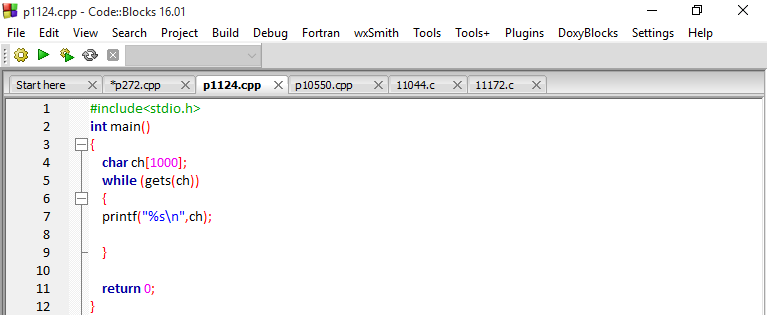 p1124.cpp - Code::Blocks 16.01
File Edit View Search Project Build Debug Fortran wxSmith Tools Tools+ Plugins DoxyBlocks Settings Help
Start here *p272.cpp p1124.cpp p10550.cpp 11044.c 11172.c
1 #include<stdio.h>
2 int main()
3 {
4 char ch[1000];
5 while (gets(ch))
6 {
7 printf("%s\n",ch);
8
9 }
10
11 return 0;
12 }